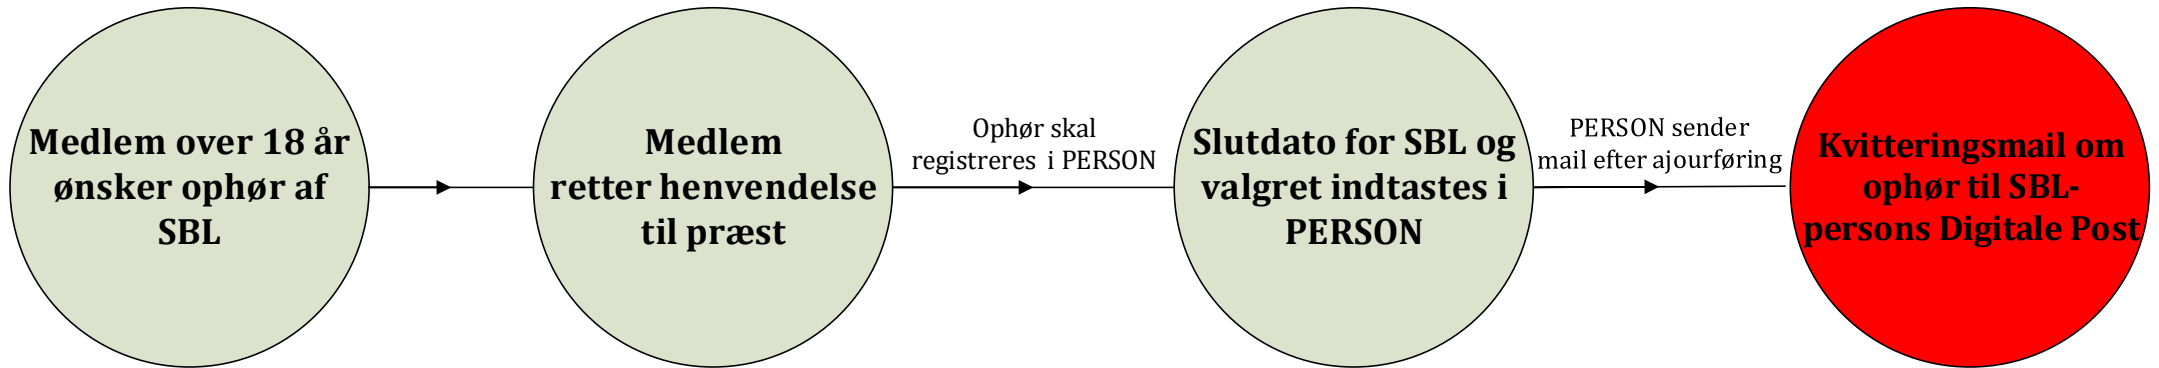 Medlem over 18 år
ønsker ophør af
SBL
Medlem
retter henvendelse
til præst
Ophør skal
registreres i PERSON
Slutdato for SBL og
valgret indtastes i
PERSON
PERSON sender
mail efter ajourføring
Kvitteringsmail om
ophør til SBL-
persons Digitale Post